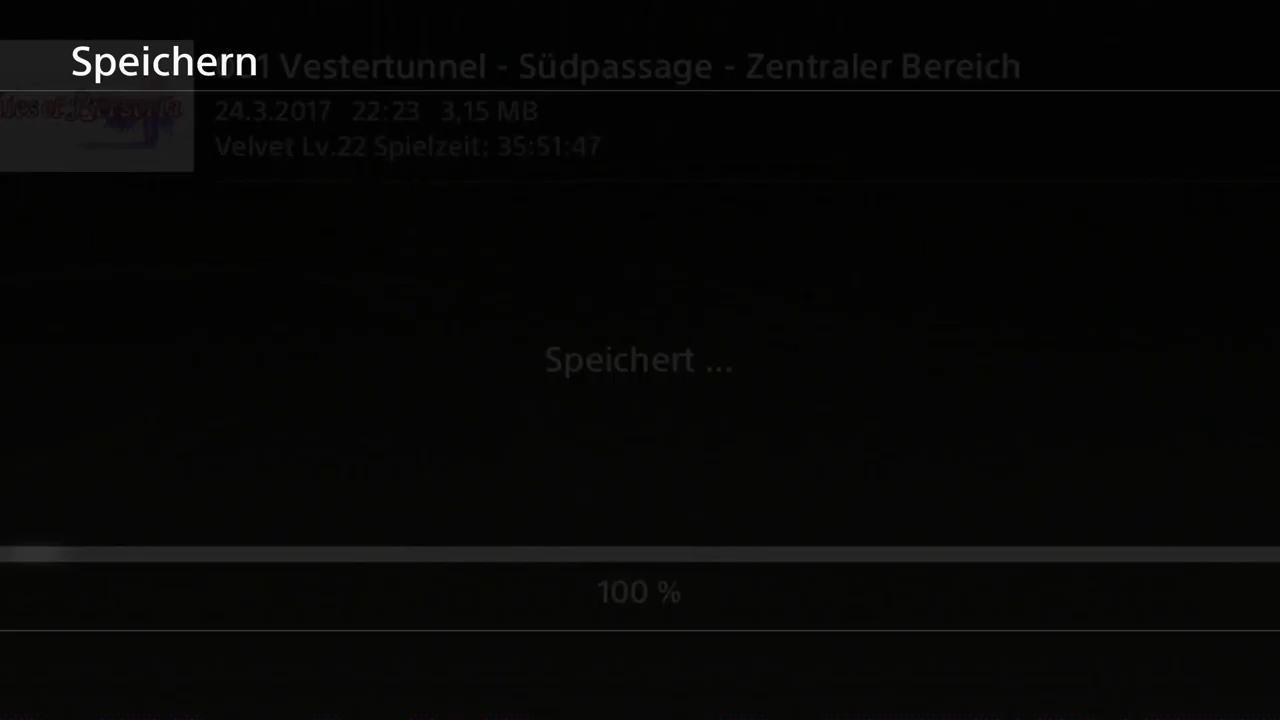 Speichern
Vestertunnel - Südpassage - Zentraler Bereich
24.3.2017 22:23 3,15 MB
Velvet Lv.22 Spielzeit: 35:51:47
Speichert ...
100 %